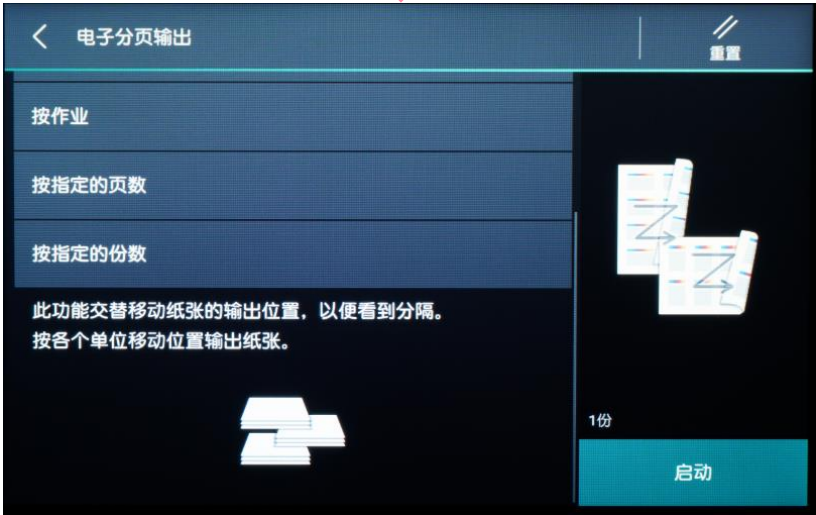 电子分页输出
重置
按作业
按指定的页数
按指定的份数
此功能交替移动纸张的输出位置，以便看到分隔。
按各个单位移动位置输出纸张。
1份
启动